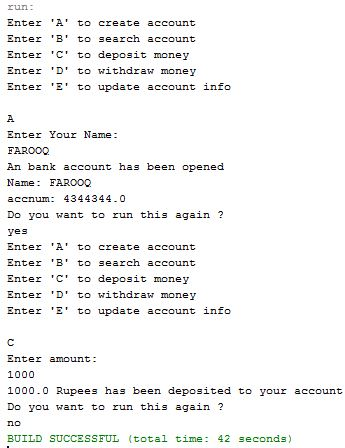 run:
Enter 'A' to create account
Enter 'B' to search account
Enter 'C' to deposit money
Enter 'D' to withdraw money
Enter 'E' to update account info
A
Enter Your Name:
FAROOQ
An bank account has been opened
Name: FAROOQ
accnum: 4344344.0
Do you want to run this again ?
yes
Enter 'A' to create account
Enter 'B' to search account
Enter 'C' to deposit money
Enter 'D' to withdraw money
Enter 'E' to update account info
C
Enter amount:
1000
1000.0 Rupees has been deposited to your account
Do you want to run this again ?
no
BUILD SUCCESSFUL (total time: 42 seconds)